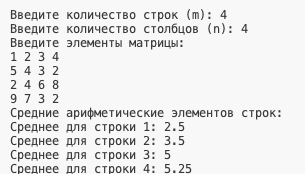 Введите количество строк (m): 4
Введите количество столбцов (n): 4
Введите элементы матрицы:
1 2 3 4
5 4 3 2
2 4 6 8
9 7 3 2
Средние арифметические элементов строк:
Среднее для строки 1: 2.5
Среднее для строки 2: 3.5
Среднее для строки 3: 5
Среднее для строки 4: 5.25